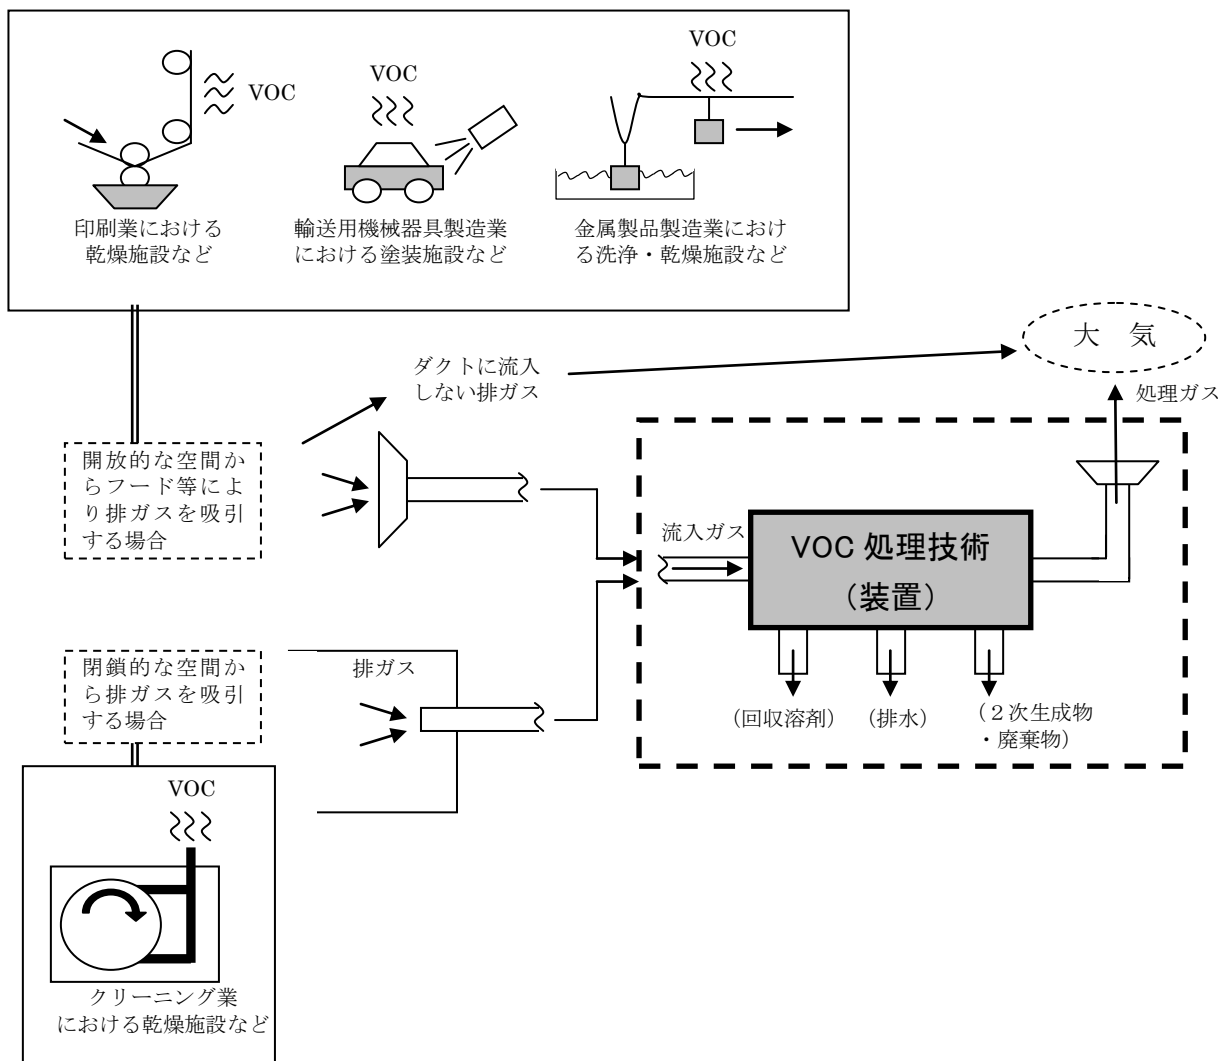 VOC
VOC
VOC
印刷業における
乾燥施設など
輸送用機械器具製造業
における塗装施設など
金属製品製造業におけ
る洗浄・乾燥施設など
大 気
ダクトに流入
しない排ガス
処理ガス
開放的な空間か
らフード等によ
り排ガスを吸引
する場合
流入ガス
VOC 処理技術
（装置）
閉鎖的な空間か
ら排ガスを吸引
する場合
排ガス
（回収溶剤）
（排水）
（２次生成物
・廃棄物）
VOC
クリーニング業
における乾燥施設など